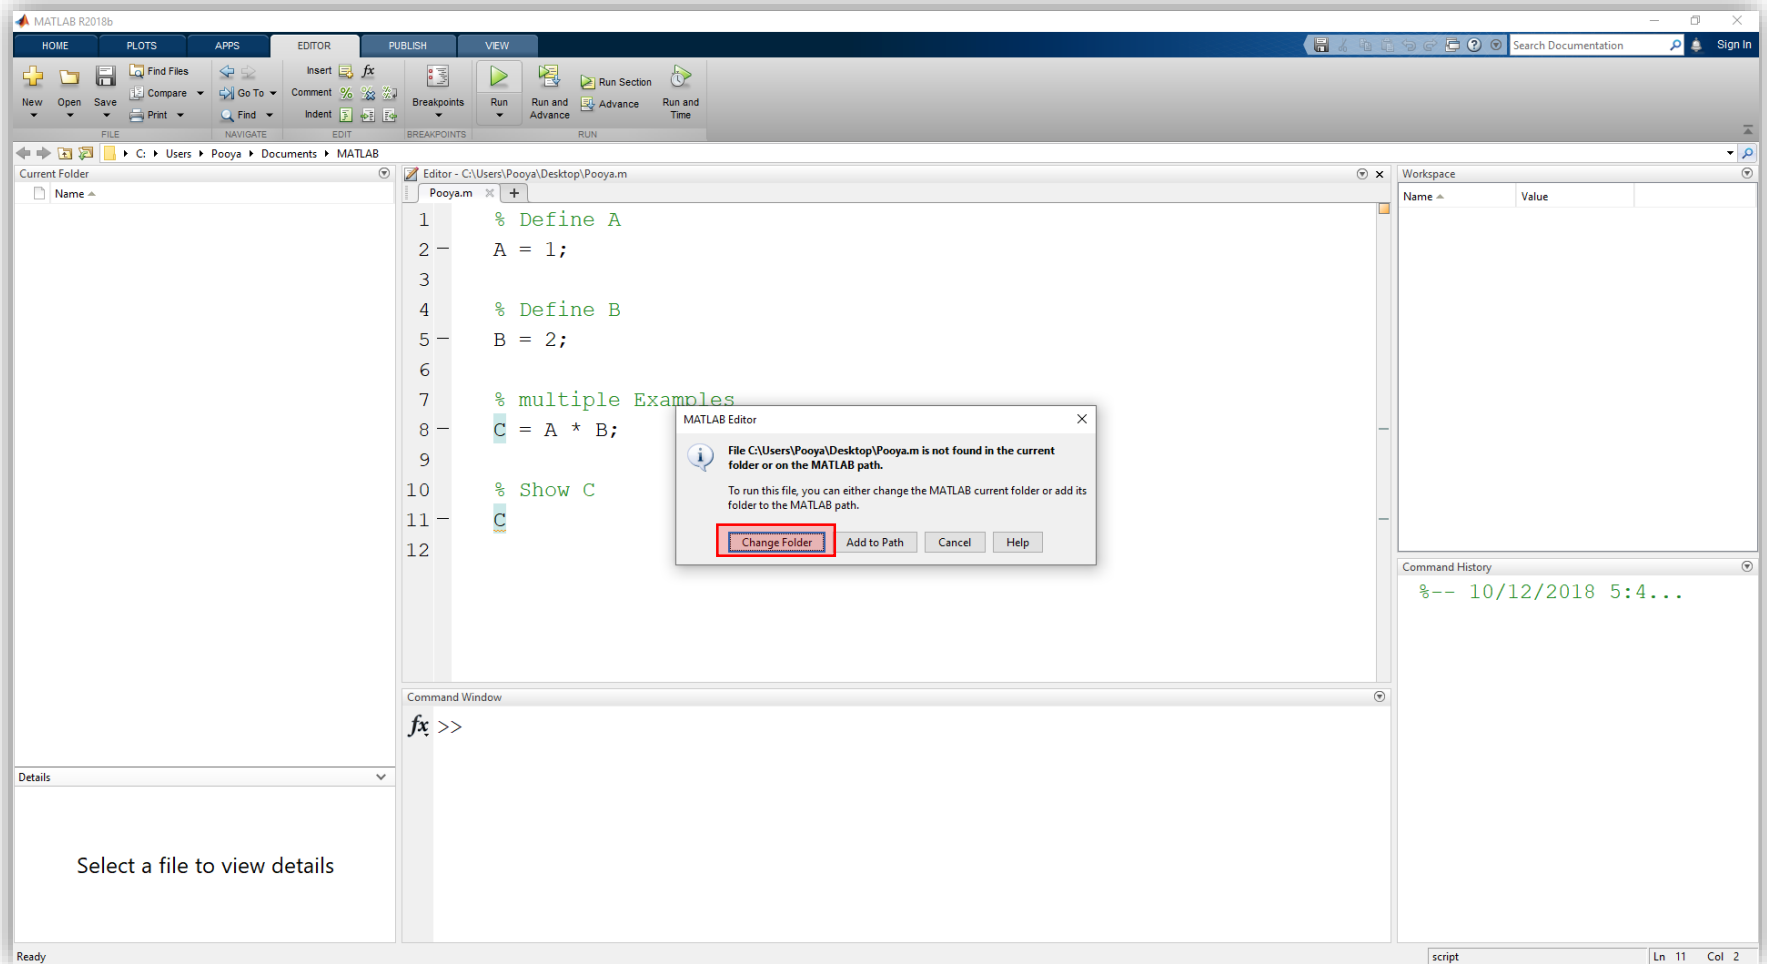 MATLAB R2018b
HOME PLOTS APPS EDITOR PUBLISH VIEW
Search Documentation
Sign In
New Open Save
Find Files
Compare
Print
Go To
Find
Insert fx
Comment
Indent
Breakpoints
Run
Run and
Advance
Run Section
Advance
Run and
Time
FILE NAVIGATE EDIT BREAKPOINTS RUN
C: Users Pooya Documents MATLAB
Current Folder
Name
Editor - C:\Users\Pooya\Desktop\Pooya.m
Pooya.m
1 % Define A
2 A = 1;
3
4 % Define B
5 B = 2;
6
7 % multiple Examples
8 C = A * B;
9
10 % Show C
11 C
12
MATLAB Editor
File C:\Users\Pooya\Desktop\Pooya.m is not found in the current
folder or on the MATLAB path.
To run this file, you can either change the MATLAB current folder or add its
folder to the MATLAB path.
Change Folder Add to Path Cancel Help
Workspace
Name Value
Command History
%-- 10/12/2018 5:4...
Command Window
fx >>
Details
Select a file to view details
Ready
script
Ln 11 Col 2